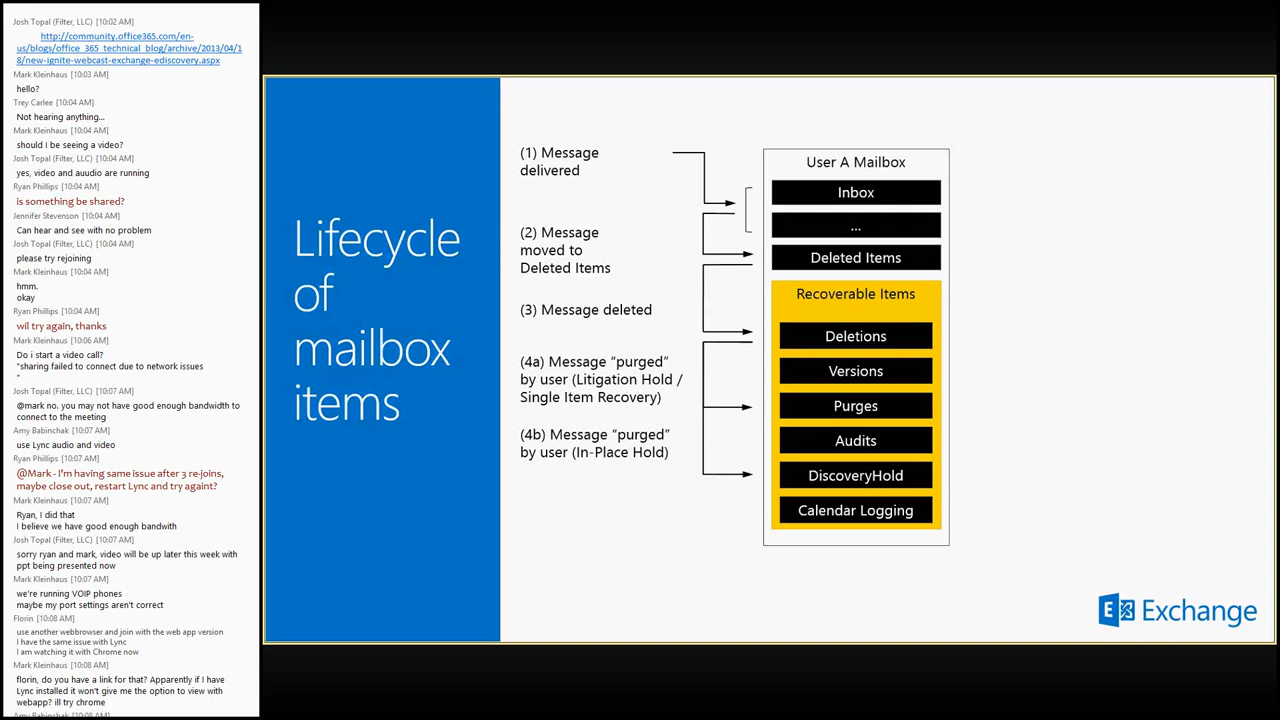 Josh Topal (Filter, LLC) [10:02 AM]
http://community.office365.com/en-
us/blogs/office_365_technical_blog/archive/2013/04/1
8/new-ignite-webcast-exchange-ediscovery.aspx
Mark Kleinhaus [10:03 AM]
hello?
Trey Carlee [10:04 AM]
Not hearing anything...
Mark Kleinhaus [10:04 AM]
should I be seeing a video?
Josh Topal (Filter, LLC) [10:04 AM]
yes, video and auudio are running
Ryan Phillips [10:04 AM]
is something be shared?
Jennifer Stevenson [10:04 AM]
Can hear and see with no problem
Josh Topal (Filter, LLC) [10:04 AM]
please try rejoining
Mark Kleinhaus [10:04 AM]
hmm.
okay
Ryan Phillips [10:04 AM]
wil try again, thanks
Mark Kleinhaus [10:06 AM]
Do i start a video call?
"sharing failed to connect due to network issues
"
Josh Topal (Filter, LLC) [10:07 AM]
@mark no. you may not have good enough bandwidth to
connect to the meeting
Amy Babinchak [10:07 AM]
use Lync audio and video
Ryan Phillips [10:07 AM]
@Mark - I'm having same issue after 3 re-joins,
maybe close out, restart Lync and try againt?
Mark Kleinhaus [10:07 AM]
Ryan, I did that
I believe we have good enough bandwith
Josh Topal (Filter, LLC) [10:07 AM]
sorry ryan and mark, video will be up later this week with
ppt being presented now
Mark Kleinhaus [10:07 AM]
we're running VOIP phones
maybe my port settings aren't correct
Florin [10:08 AM]
use another webbrowser and join with the web app version
I have the same issue with Lync
I am watching it with Chrome now
Mark Kleinhaus [10:08 AM]
florin, do you have a link for that? Apparently if I have
Lync installed it won't give me the option to view with
webapp? ill try chrome
Amy Babinchak [10:08 AM]
Lifecycle
of
mailbox
items
(1) Message
delivered
(2) Message
moved to
Deleted Items
(3) Message deleted
(4a) Message "purged"
by user (Litigation Hold /
Single Item Recovery)
(4b) Message "purged"
by user (In-Place Hold)
User A Mailbox
Inbox
...
Deleted Items
Recoverable Items
Deletions
Versions
Purges
Audits
DiscoveryHold
Calendar Logging
Exchange